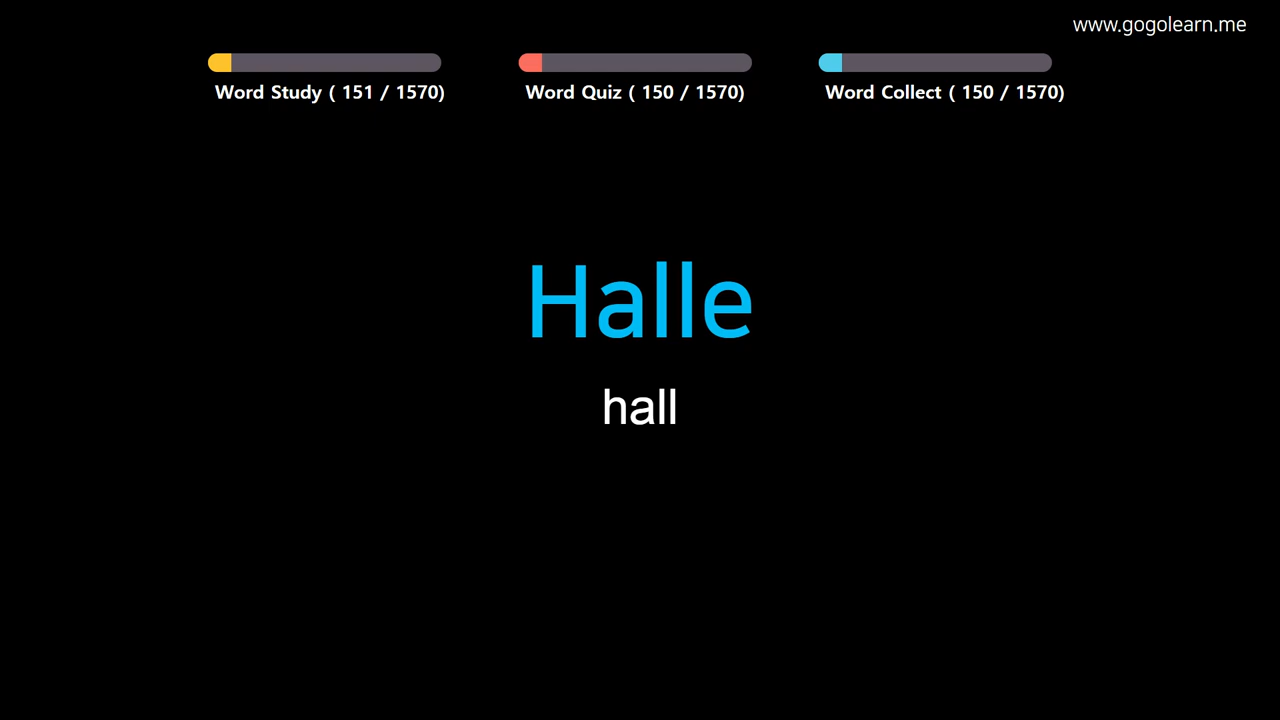 www.gogolearn.me
Word Study ( 151 / 1570)
Word Quiz ( 150 / 1570)
Word Collect ( 150 / 1570)
Halle
hall